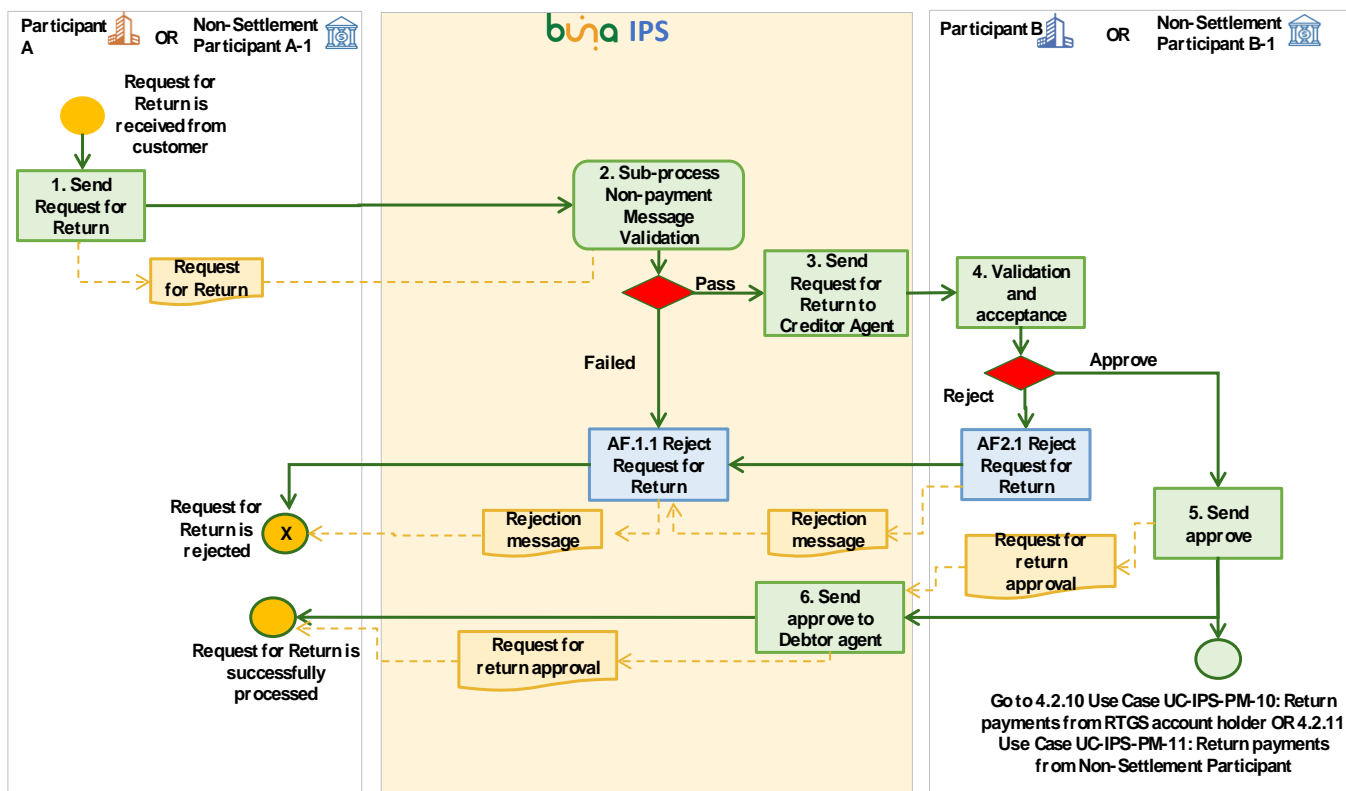 Participant
A
OR
Non-Settlement
Participant A-1
buna IPS
Participant B
OR
Non-Settlement
Participant B-1
Request for
Return is
received from
customer
1. Send
Request for
Return
Request
for Return
2. Sub-process
Non-payment
Message
Validation
Pass
3. Send
Request for
Return to
Creditor Agent
4. Validation
and
acceptance
Failed
Approve
Reject
AF.1.1 Reject
Request for
Return
AF2.1 Reject
Request for
Return
Request for
Return is
rejected
X
Rejection
message
Rejection
message
Request for
return
approval
5. Send
approve
6. Send
approve to
Debtor agent
Request for Return is
successfully
processed
Request for
return approval
Go to 4.2.10 Use Case UC-IPS-PM-10: Return
payments from RTGS account holder OR 4.2.11
Use Case UC-IPS-PM-11: Return payments
from Non-Settlement Participant